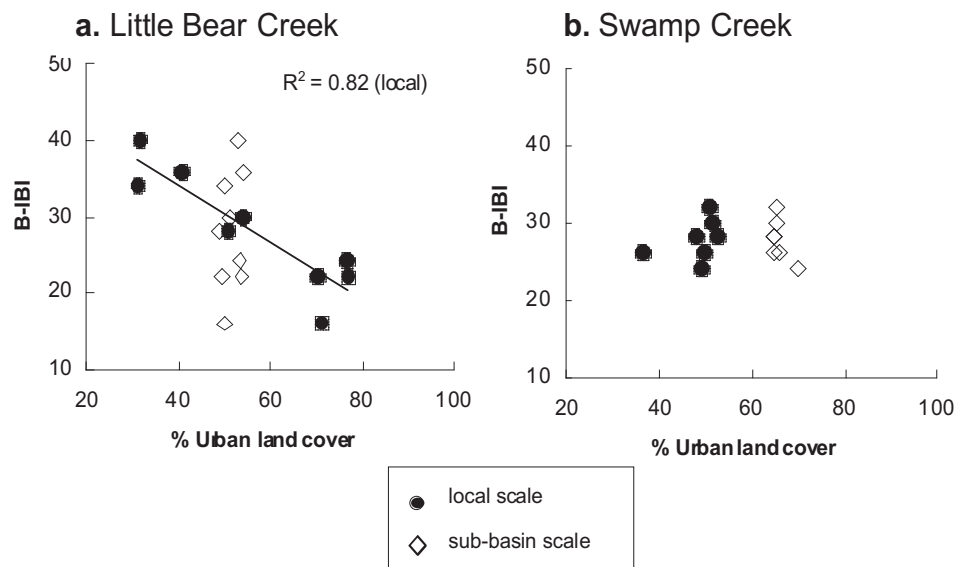 a. Little Bear Creek
R² = 0.82 (local)
50
40
30
20
10
B-IBI
20 40 60 80 100
% Urban land cover
b. Swamp Creek
50
40
30
20
10
B-IBI
20 40 60 80 100
% Urban land cover
local scale
sub-basin scale